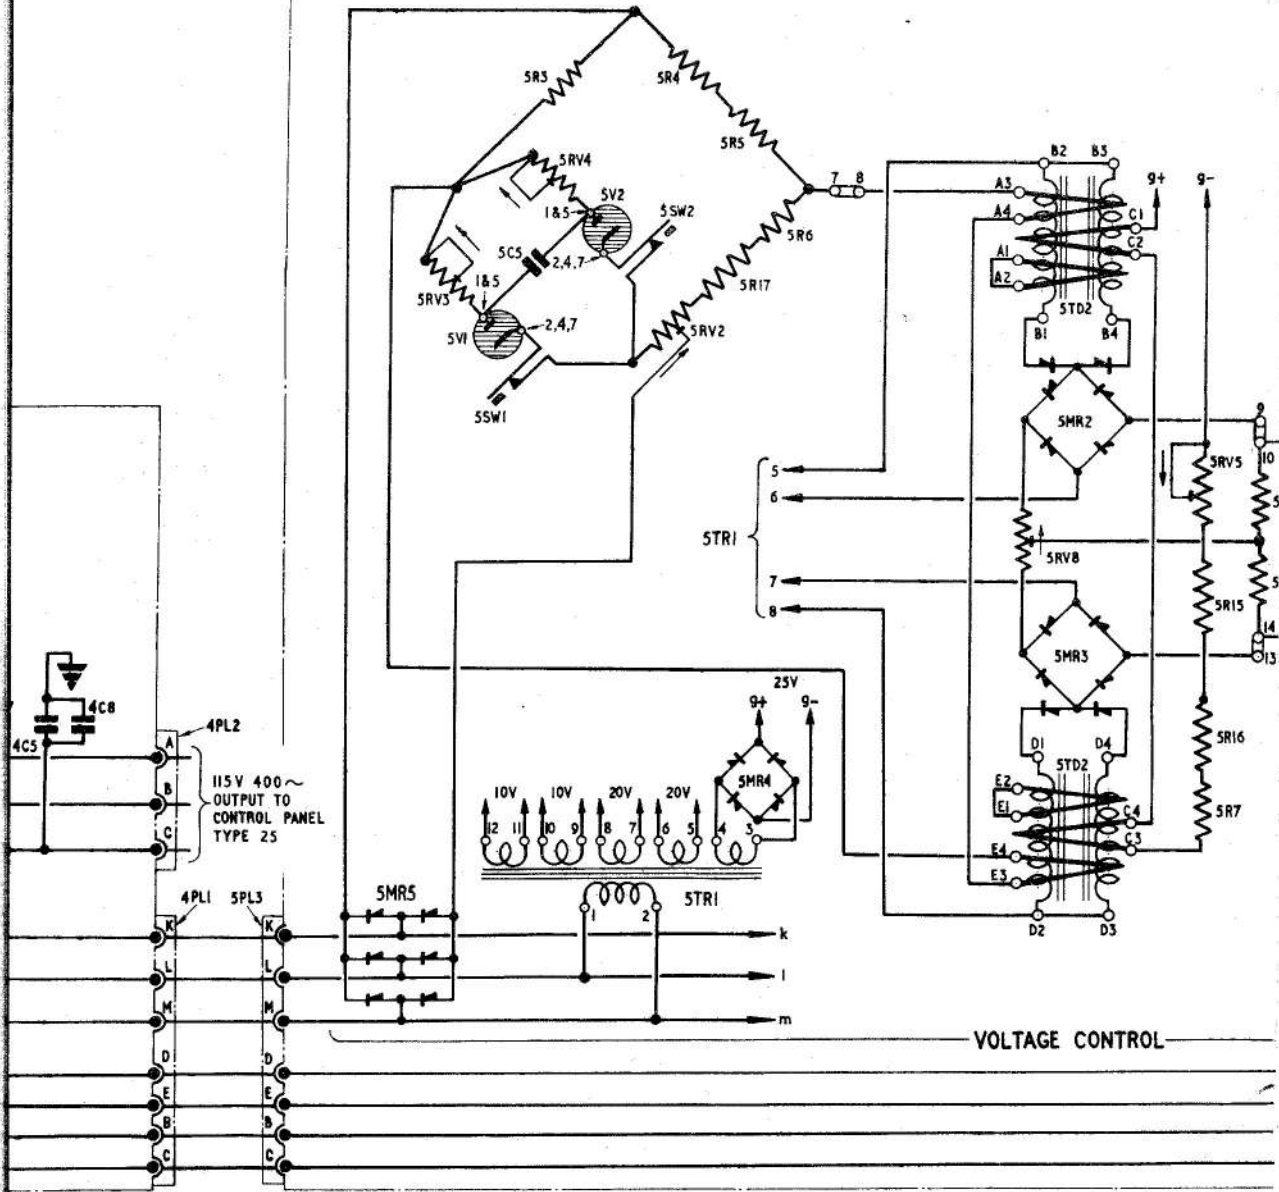 5R3
5R4
5R5
5RV4
5V2
1&5
5SW2
7 8
5R6
5C5
2,4,7
5R17
5RV3
1&5
5RV2
5V1
2,4,7
5SW1
B2 B3
A3
9+ 9-
A4
C1
C2
A1
A2
5TD2
B1 B4
5MR2
9
10
5RV5
5
6
5TR1
5RV8
7
8
5
5
5R15
14
13
5MR3
25V
9+ 9-
5R16
5R7
D1 D4
5TD2
E2
E1
C4
C3
E4
E3
D2 D3
4C8
4C5
4PL2
A
B
C
115V 400~
OUTPUT TO
CONTROL PANEL
TYPE 25
5MR4
10V 10V 20V 20V
12 11 10 9 8 7 6 5 4 3
5TR1
1 2
5MR5
4PL1 5PL3
K K k
L L l
M M m
VOLTAGE CONTROL
D D
E E
B B
C C